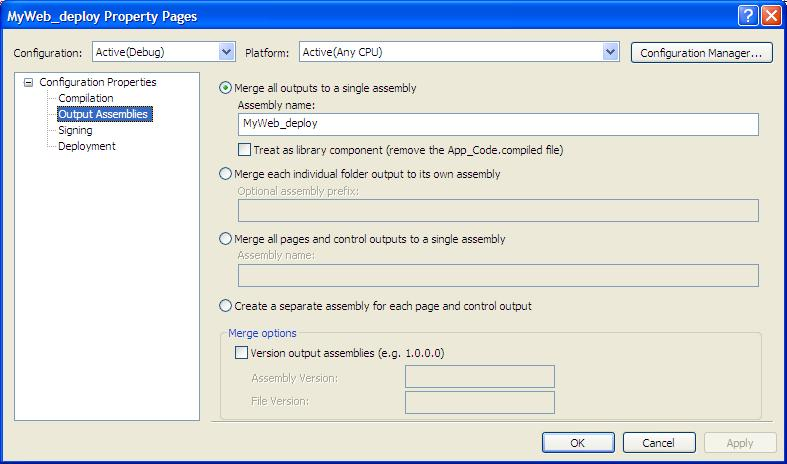 MyWeb_deploy Property Pages
Configuration: Active(Debug) Platform: Active(Any CPU) Configuration Manager...
Configuration Properties
Compilation
Output Assemblies
Signing
Deployment
Merge all outputs to a single assembly
Assembly name:
MyWeb_deploy
Treat as library component (remove the App_Code.compiled file)
Merge each individual folder output to its own assembly
Optional assembly prefix:
Merge all pages and control outputs to a single assembly
Assembly name:
Create a separate assembly for each page and control output
Merge options
Version output assemblies (e.g. 1.0.0.0)
Assembly Version:
File Version:
OK Cancel Apply